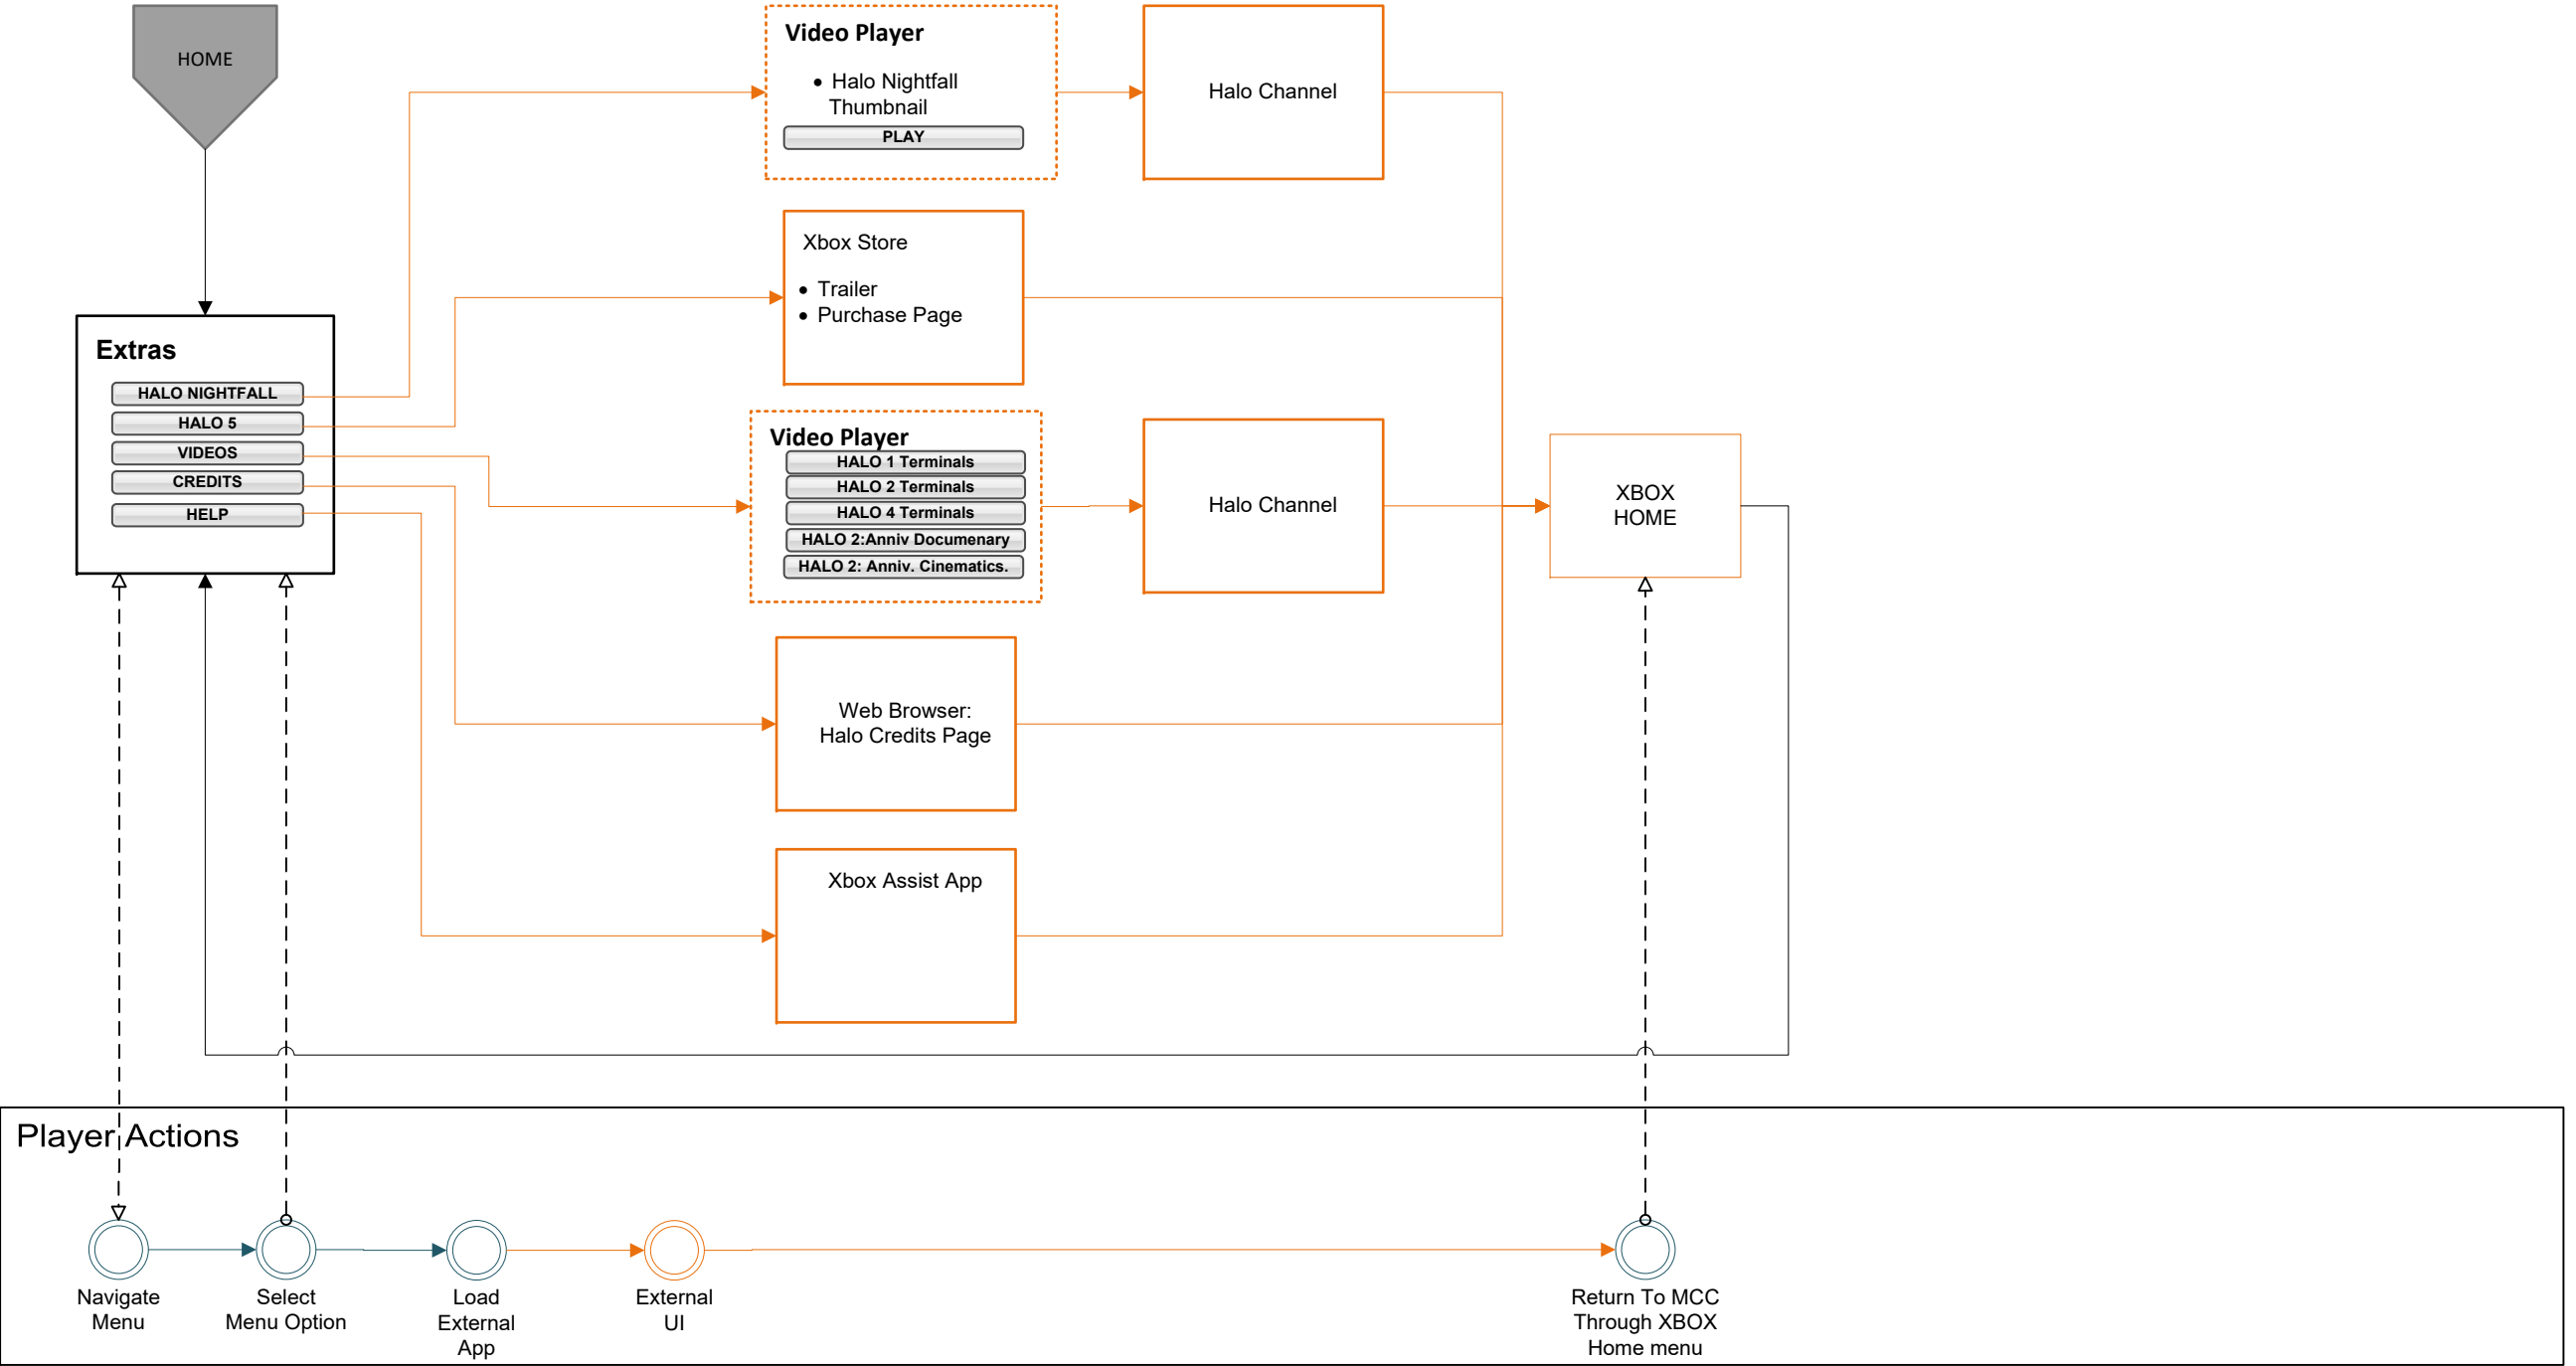 HOME
Video Player
• Halo Nightfall
Thumbnail
PLAY
Halo Channel
Xbox Store
• Trailer
• Purchase Page
Extras
HALO NIGHTFALL
HALO 5
VIDEOS
CREDITS
HELP
Video Player
HALO 1 Terminals
HALO 2 Terminals
HALO 4 Terminals
HALO 2:Anniv Documenary
HALO 2: Anniv. Cinematics.
Halo Channel
XBOX
HOME
Web Browser:
Halo Credits Page
Xbox Assist App
Player Actions
Navigate
Menu
Select
Menu Option
Load
External
App
External
UI
Return To MCC
Through XBOX
Home menu